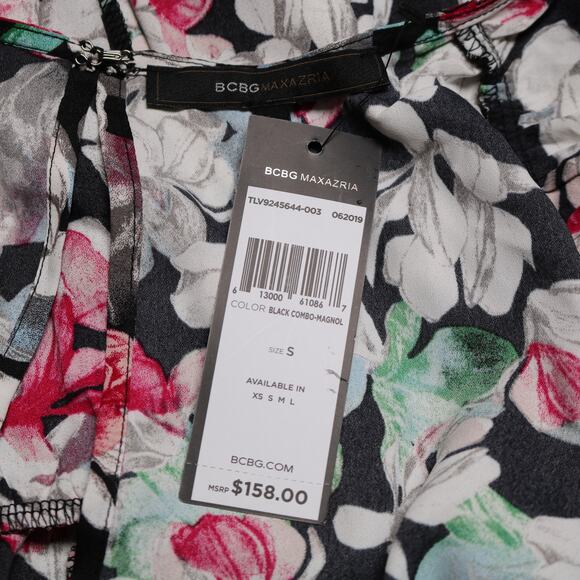 BCBGMAXAZRIA
BCBGMAXAZRIA
TLV9245644-003 062019
6 13000 61086 7
COLOR BLACK COMBO-MAGNOL
SIZE S
AVAILABLE IN
XS S M L
BCBG.COM
MSRP $158.00